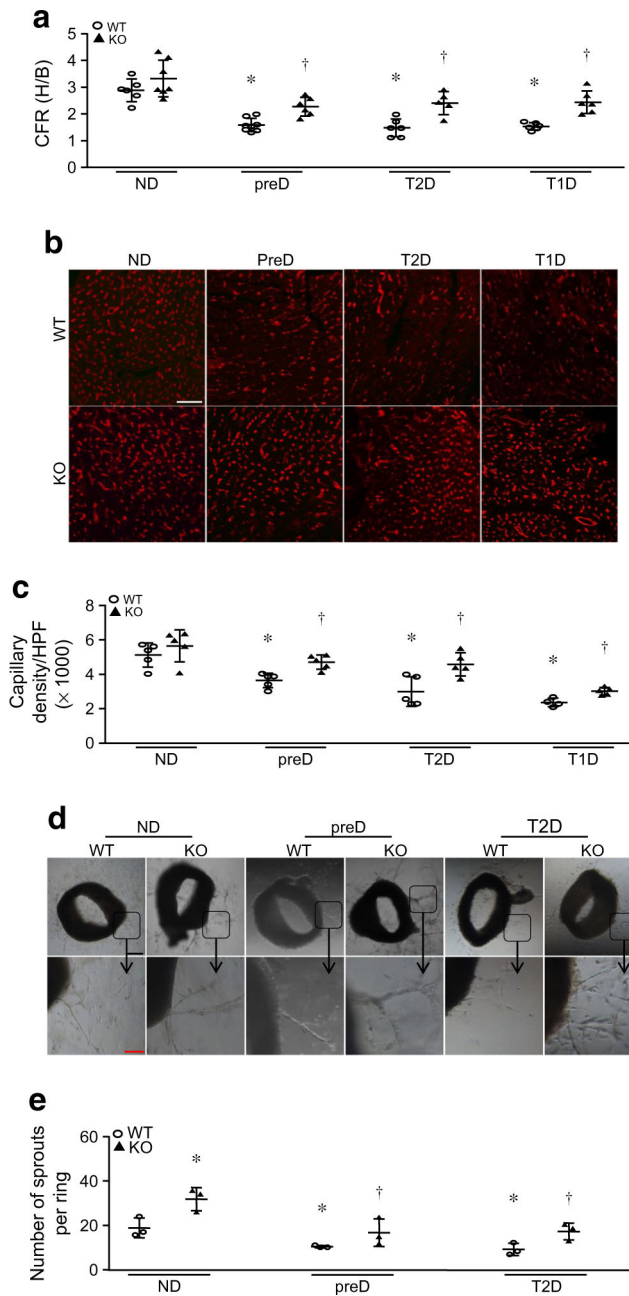 a
WT
KO
CFR (H/B)
5
4
3
2
1
0
* † * † * †
ND preD T2D T1D
b
ND PreD T2D T1D
WT
KO
c
WT
KO
Capillary
density/HPF
(× 1000)
8
6
4
2
0
* † * † * †
ND preD T2D T1D
d
ND preD T2D
WT KO WT KO WT KO
e
WT
KO
Number of sprouts
per ring
60
40
20
0
* * † * †
ND preD T2D